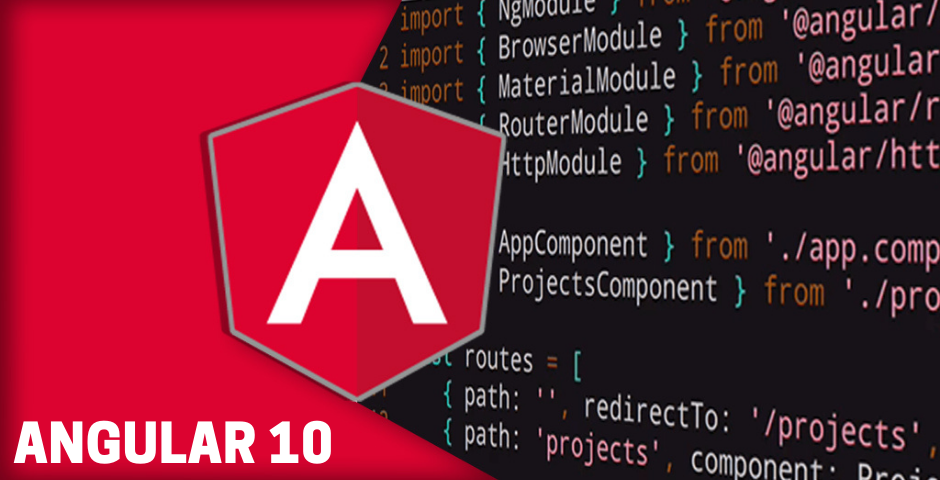 import { NgModule } from '@angular/
2 import { BrowserModule } from '@angular
import { MaterialModule } from '@angular
RouterModule } from '@angular/r
HttpModule } from '@angular/htt
AppComponent } from './app.comp
ProjectsComponent } from './pro
routes = [
{ path: '', redirectTo: '/projects',
{ path: 'projects', component: Proje
A
ANGULAR 10